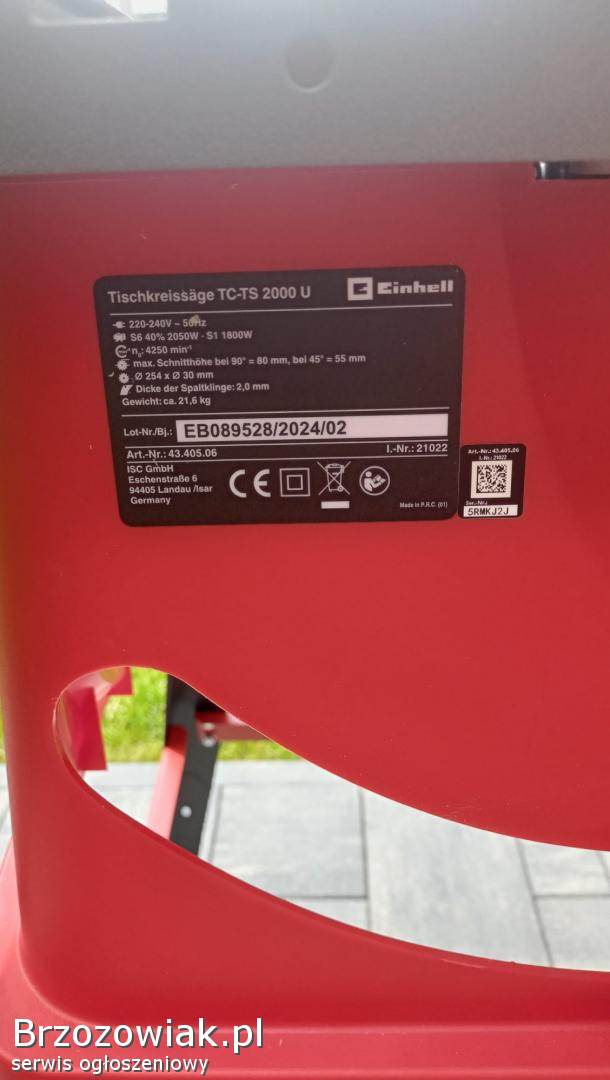 Tischkreissäge TC-TS 2000 U
Einhell
220-240V ~ 50Hz
S6 40% 2050W · S1 1800W
n₀: 4250 min⁻¹
max. Schnitthöhe bei 90° = 80 mm, bei 45° = 55 mm
Ø 254 x Ø 30 mm
Dicke der Spaltklinge: 2,0 mm
Gewicht: ca. 21,6 kg
Lot-Nr./Bj.: EB089528/2024/02
Art.-Nr.: 43.405.06 I.-Nr.: 21022
ISC GmbH
Eschenstraße 6
94405 Landau /Isar
Germany
CE
Made in P.R.C. (01)
Art.-Nr.: 43.405.06
I.-Nr.: 21022
Ser.-Nr.:
5RMKJ2J
Brzozowiak.pl
serwis ogłoszeniowy